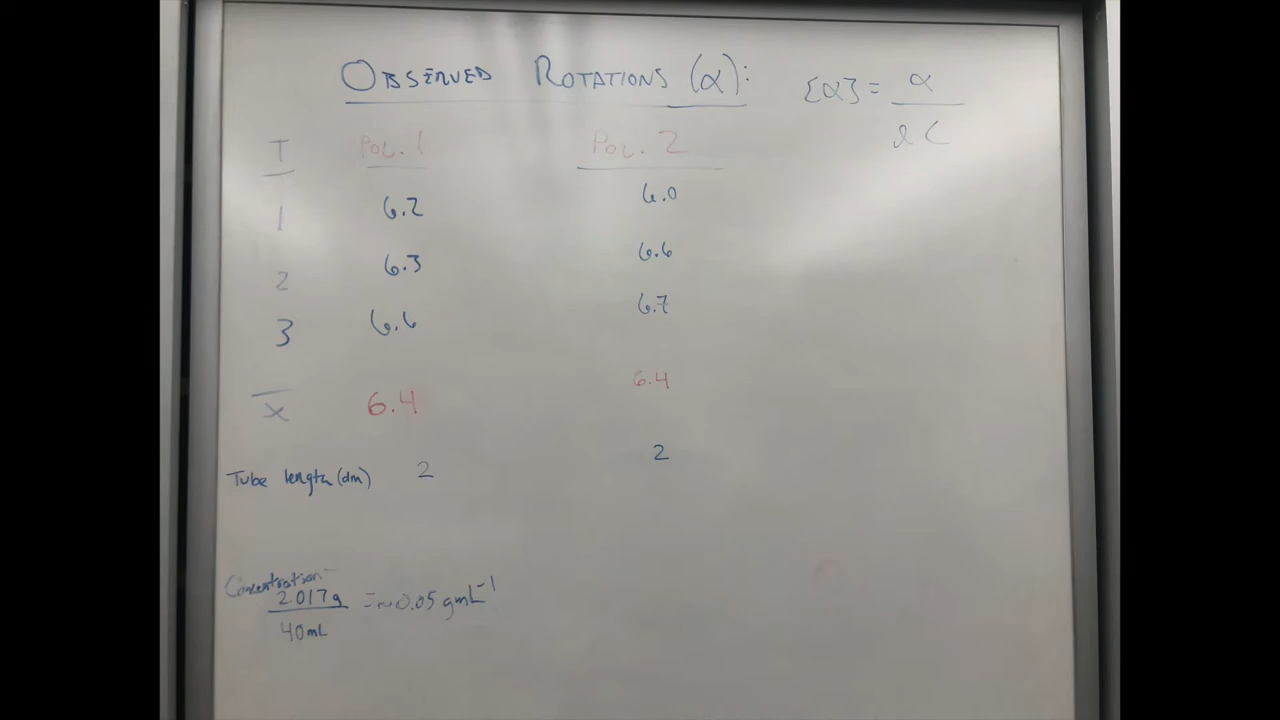 OBSERVED ROTATIONS (α):
[α] = α / l C
T Pol. 1 Pol. 2
1 6.2 6.0
2 6.3 6.6
3 6.6 6.7
x̄ 6.4 6.4
Tube length (dm) 2 2
Concentration
2.017g / 40mL = ~0.05 gmL⁻¹